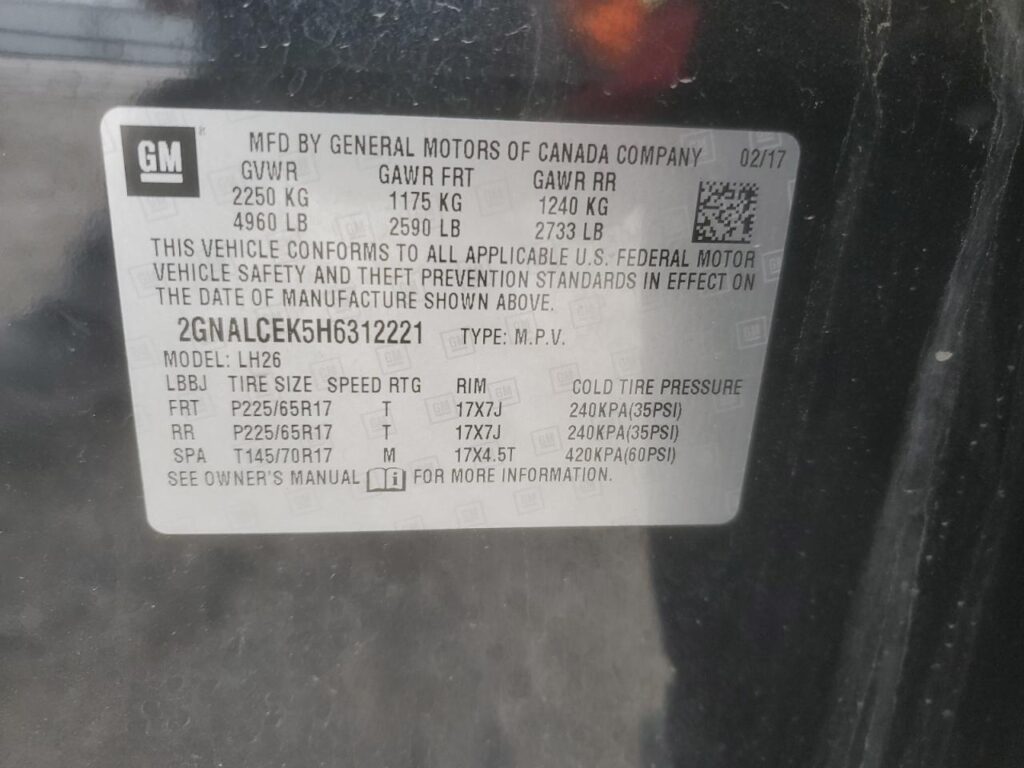 GM ® MFD BY GENERAL MOTORS OF CANADA COMPANY 02/17
GVWR GAWR FRT GAWR RR
2250 KG 1175 KG 1240 KG
4960 LB 2590 LB 2733 LB
THIS VEHICLE CONFORMS TO ALL APPLICABLE U.S. FEDERAL MOTOR
VEHICLE SAFETY AND THEFT PREVENTION STANDARDS IN EFFECT ON
THE DATE OF MANUFACTURE SHOWN ABOVE.
2GNALCEK5H6312221 TYPE: M.P.V.
MODEL: LH26
LBBJ TIRE SIZE SPEED RTG RIM COLD TIRE PRESSURE
FRT P225/65R17 T 17X7J 240KPA(35PSI)
RR P225/65R17 T 17X7J 240KPA(35PSI)
SPA T145/70R17 M 17X4.5T 420KPA(60PSI)
SEE OWNER'S MANUAL i FOR MORE INFORMATION.